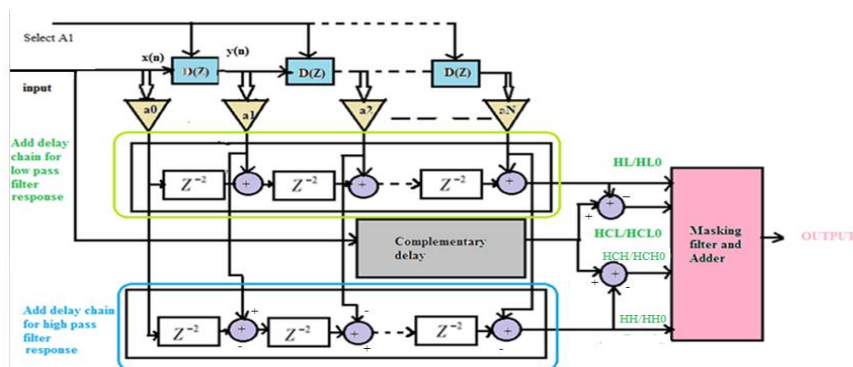 Select A1
x(n)
y(n)
D(Z)
D(Z)
D(Z)
input
a0
a1
a2
aN
Add delay
chain for
low pass
filter
response
Z⁻²
+
Z⁻²
+
Z⁻²
+
HL/HL0
−
+
+
HCL/HCL0
Complementary
delay
HCH/HCH0
+
+
-
Masking
filter and
Adder
OUTPUT
Add delay chain
for high pass
filter
response
Z⁻²
+
+
-
Z⁻²
-
+
+
Z⁻²
+
-
HH/HH0